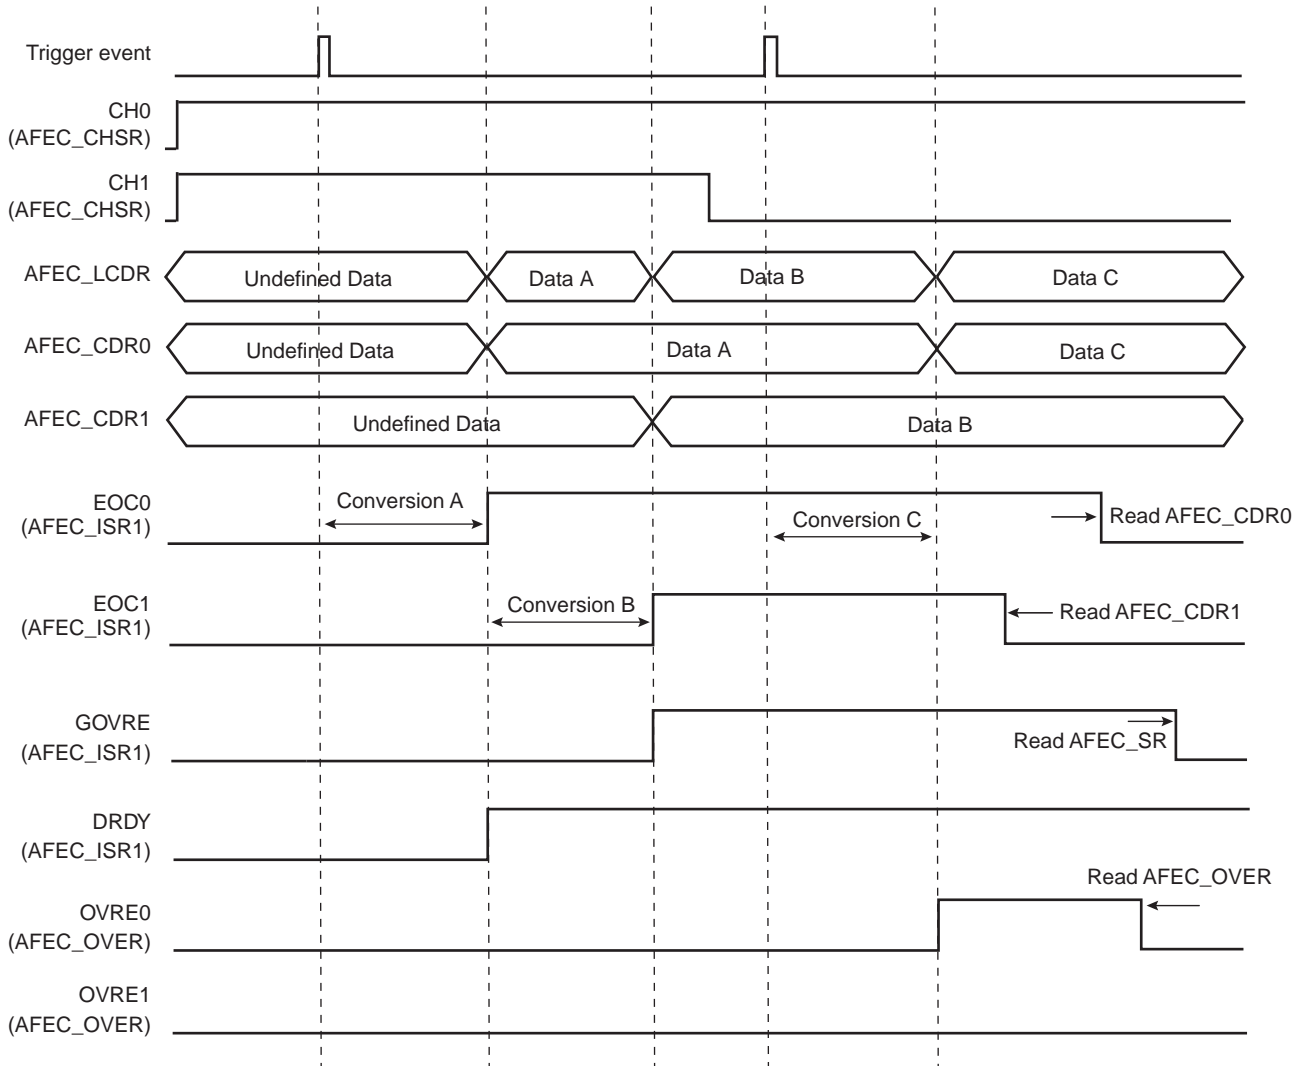 Trigger event
CH0
(AFEC_CHSR)
CH1
(AFEC_CHSR)
AFEC_LCDR
Undefined Data
Data A
Data B
Data C
AFEC_CDR0
Undefined Data
Data A
Data C
AFEC_CDR1
Undefined Data
Data B
EOC0
(AFEC_ISR1)
Conversion A
Conversion C
Read AFEC_CDR0
EOC1
(AFEC_ISR1)
Conversion B
Read AFEC_CDR1
GOVRE
(AFEC_ISR1)
Read AFEC_SR
DRDY
(AFEC_ISR1)
Read AFEC_OVER
OVRE0
(AFEC_OVER)
OVRE1
(AFEC_OVER)